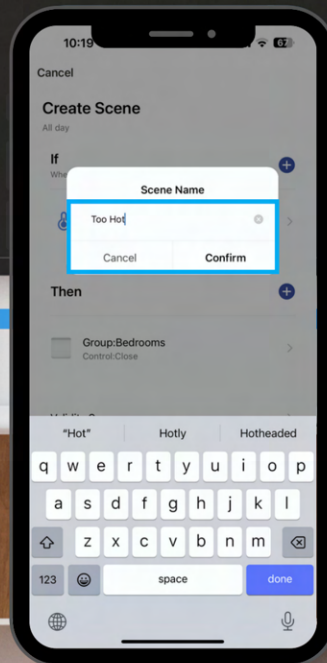 10:19
67
Cancel
Create Scene
All day
If
Scene Name
Too Hot
Cancel Confirm
Then
Group:Bedrooms
Control:Close
"Hot" Hotly Hotheaded
q w e r t y u i o p
a s d f g h j k l
z x c v b n m
123 space done